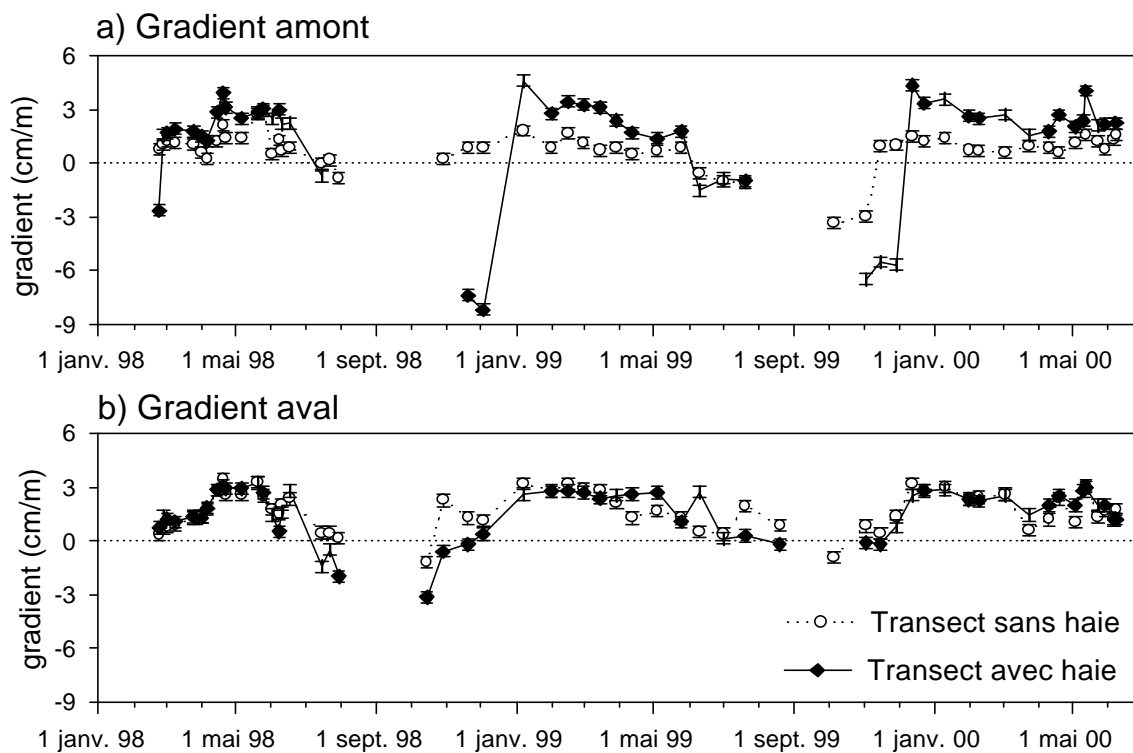 a) Gradient amont
gradient (cm/m)
6
3
0
-3
-6
-9
1 janv. 98 1 mai 98 1 sept. 98 1 janv. 99 1 mai 99 1 sept. 99 1 janv. 00 1 mai 00
b) Gradient aval
gradient (cm/m)
6
3
0
-3
-6
-9
Transect sans haie
Transect avec haie
1 janv. 98 1 mai 98 1 sept. 98 1 janv. 99 1 mai 99 1 sept. 99 1 janv. 00 1 mai 00